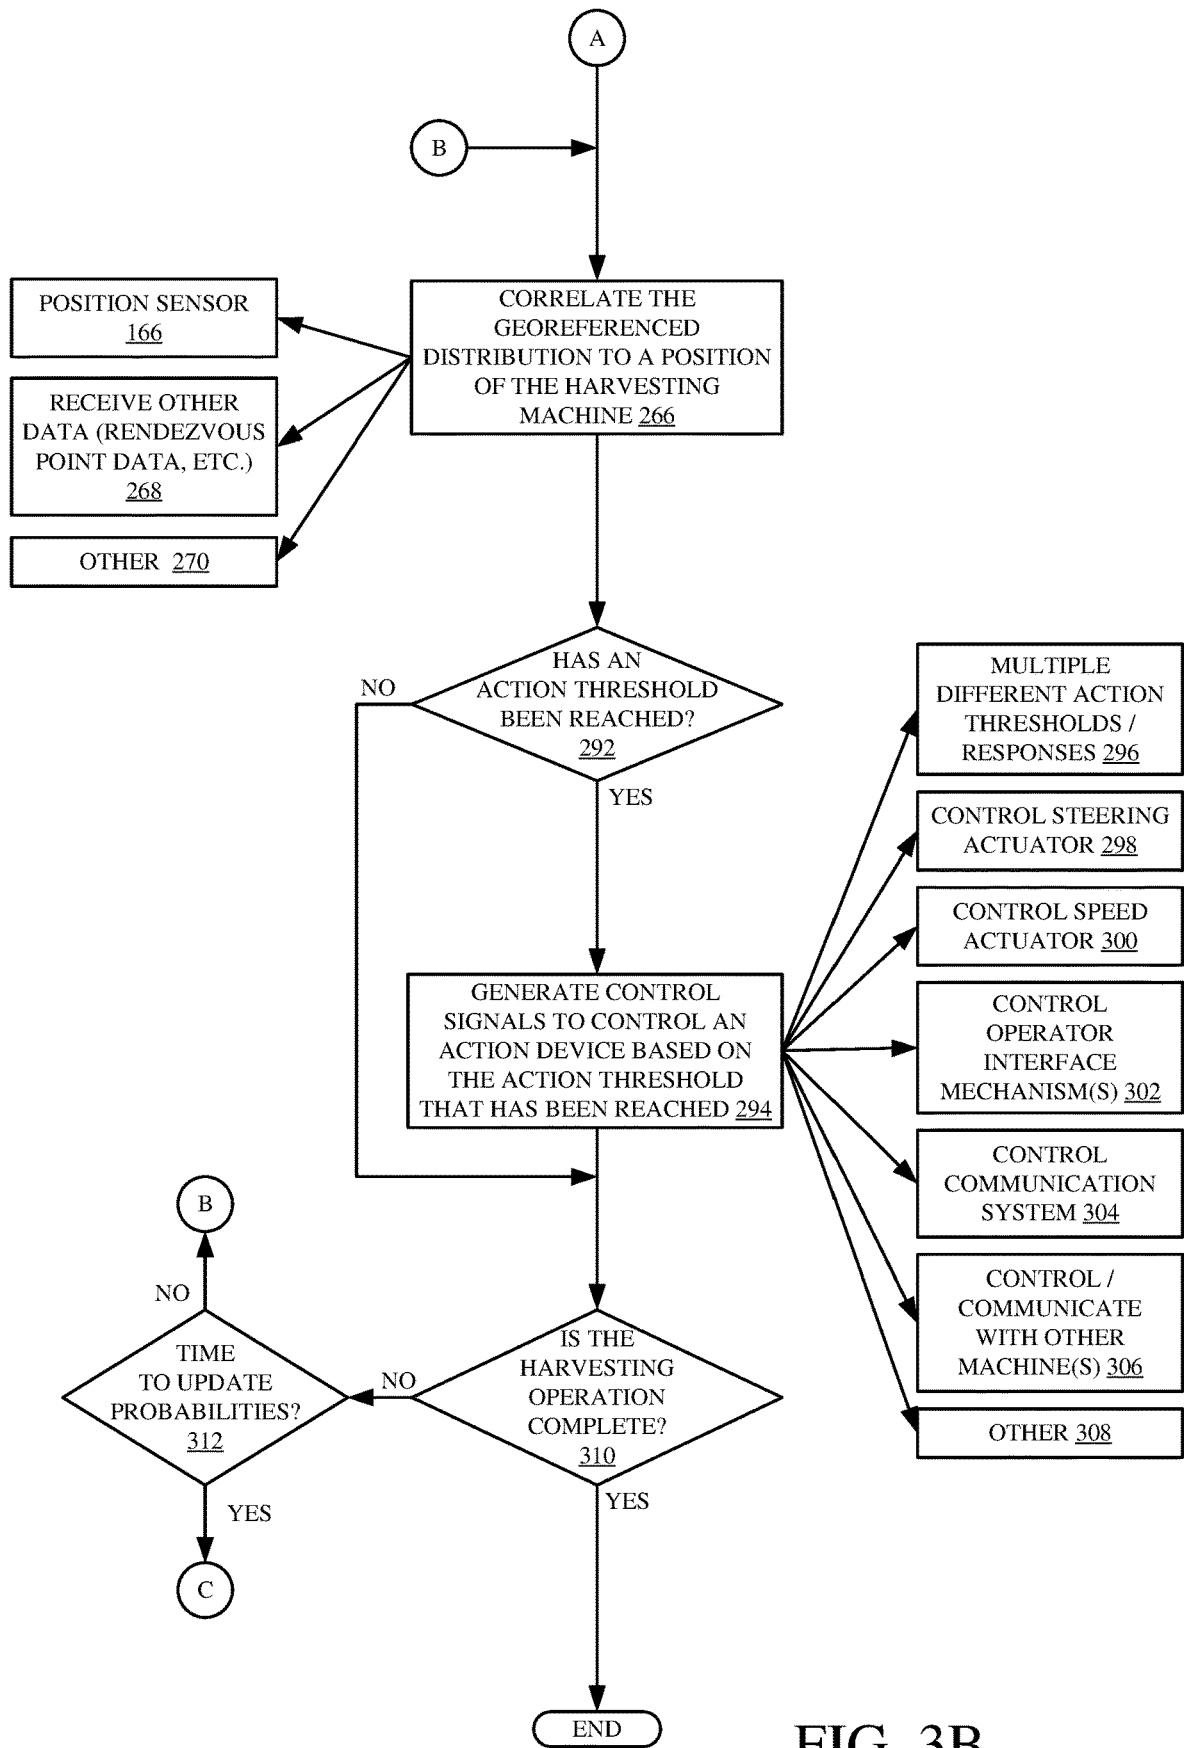 A
B
CORRELATE THE
GEOREFERENCED
DISTRIBUTION TO A POSITION
OF THE HARVESTING
MACHINE 266
POSITION SENSOR
166
RECEIVE OTHER
DATA (RENDEZVOUS
POINT DATA, ETC.)
268
OTHER 270
HAS AN
ACTION THRESHOLD
BEEN REACHED?
292
NO
YES
GENERATE CONTROL
SIGNALS TO CONTROL AN
ACTION DEVICE BASED ON
THE ACTION THRESHOLD
THAT HAS BEEN REACHED 294
MULTIPLE
DIFFERENT ACTION
THRESHOLDS /
RESPONSES 296
CONTROL STEERING
ACTUATOR 298
CONTROL SPEED
ACTUATOR 300
CONTROL
OPERATOR
INTERFACE
MECHANISM(S) 302
CONTROL
COMMUNICATION
SYSTEM 304
CONTROL /
COMMUNICATE
WITH OTHER
MACHINE(S) 306
OTHER 308
IS THE
HARVESTING
OPERATION
COMPLETE?
310
NO
YES
TIME
TO UPDATE
PROBABILITIES?
312
NO
B
YES
C
END
FIG. 3B